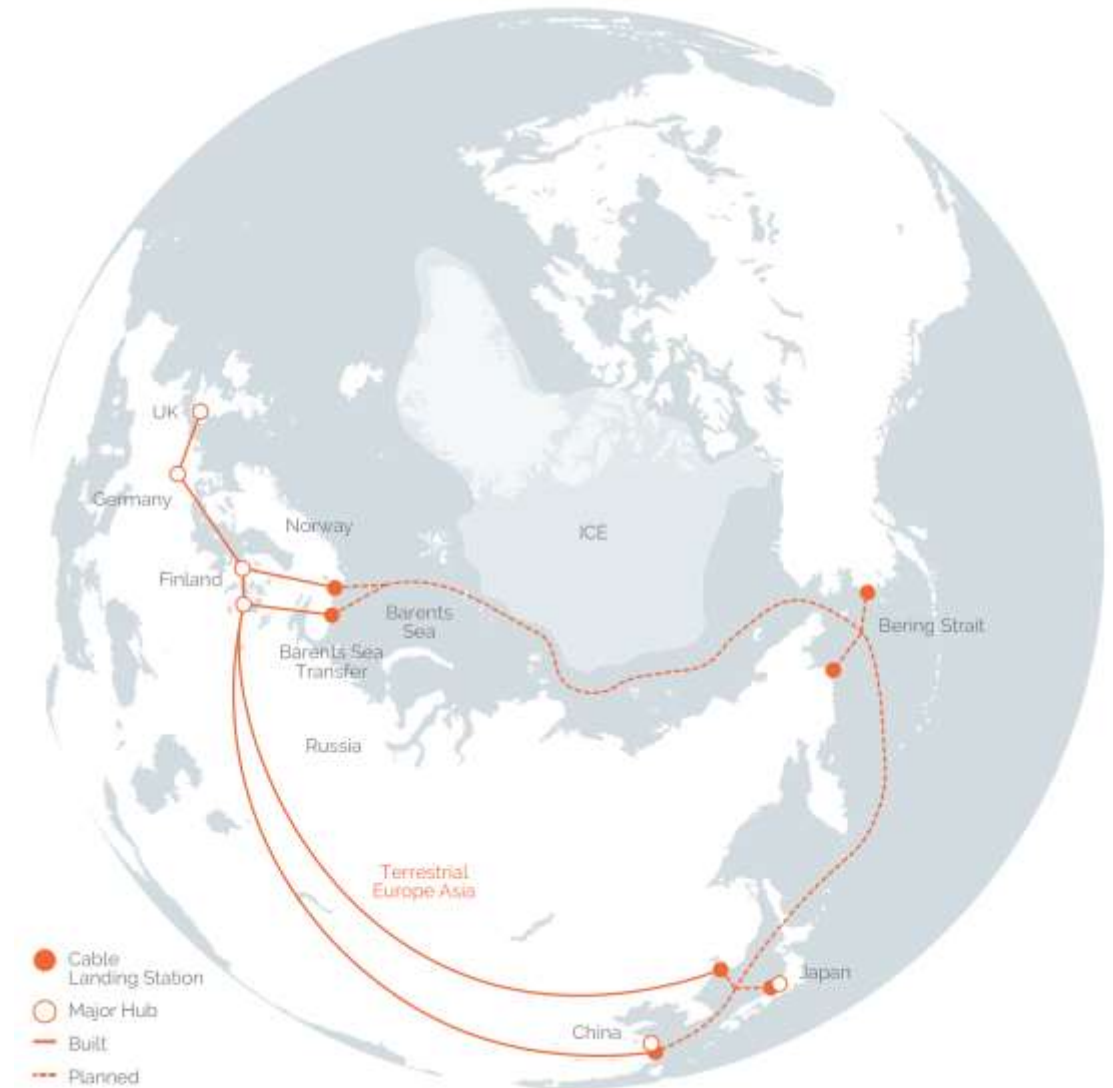 UK
Germany
Norway
Finland
ICE
Barents
Sea
Bering Strait
Barents Sea
Transfer
Russia
Terrestrial
Europe Asia
Japan
China
Cable
Landing Station
Major Hub
Built
Planned